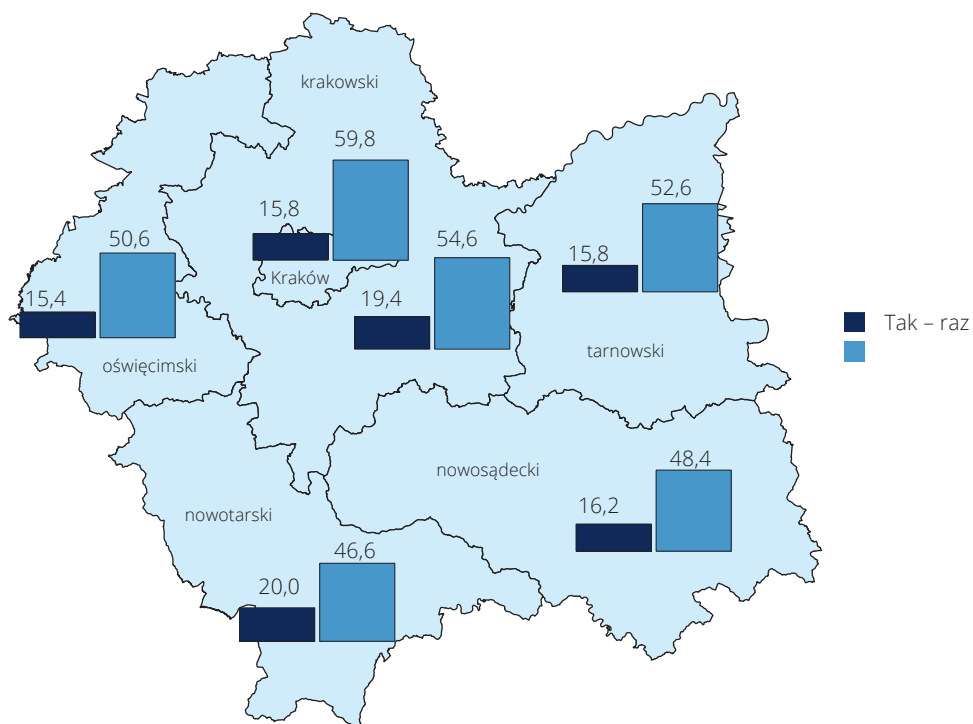 krakowski
59,8
15,8
Kraków
54,6
19,4
52,6
15,8
tarnowski
50,6
15,4
oświęcimski
Tak – raz
nowosądecki
48,4
16,2
nowotarski
46,6
20,0